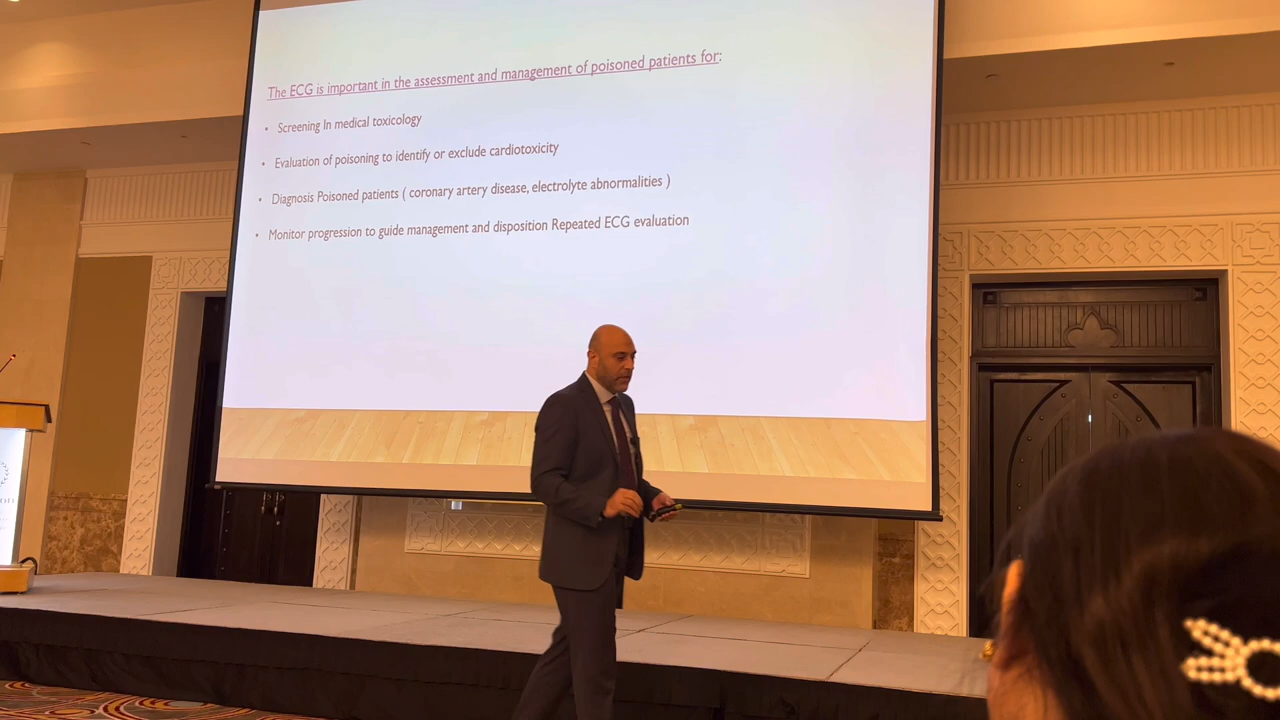 The ECG is important in the assessment and management of poisoned patients for:
• Screening In medical toxicology
• Evaluation of poisoning to identify or exclude cardiotoxicity
• Diagnosis Poisoned patients ( coronary artery disease, electrolyte abnormalities )
• Monitor progression to guide management and disposition Repeated ECG evaluation